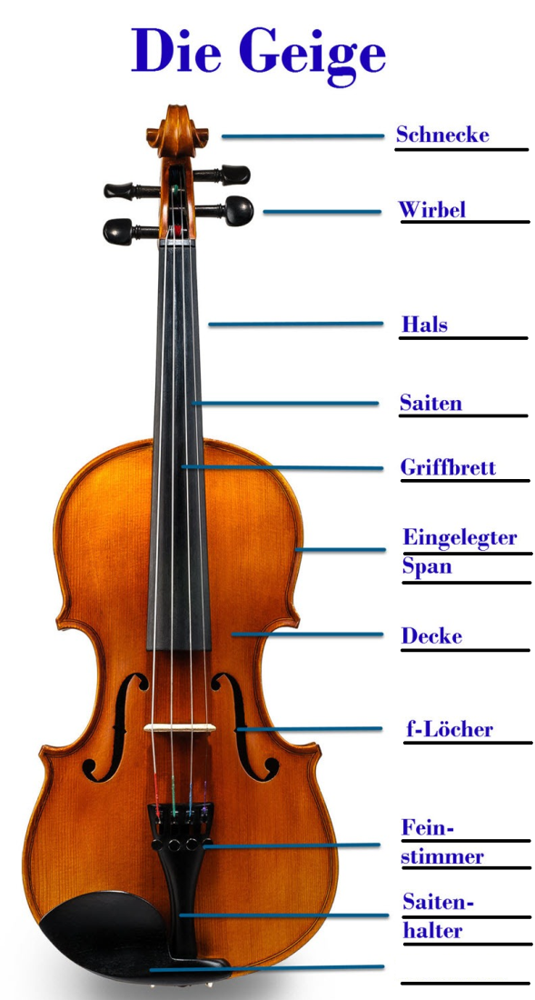 Die Geige
Schnecke
Wirbel
Hals
Saiten
Griffbrett
Eingelegter
Span
Decke
f-Löcher
Fein-
stimmer
Saiten-
halter